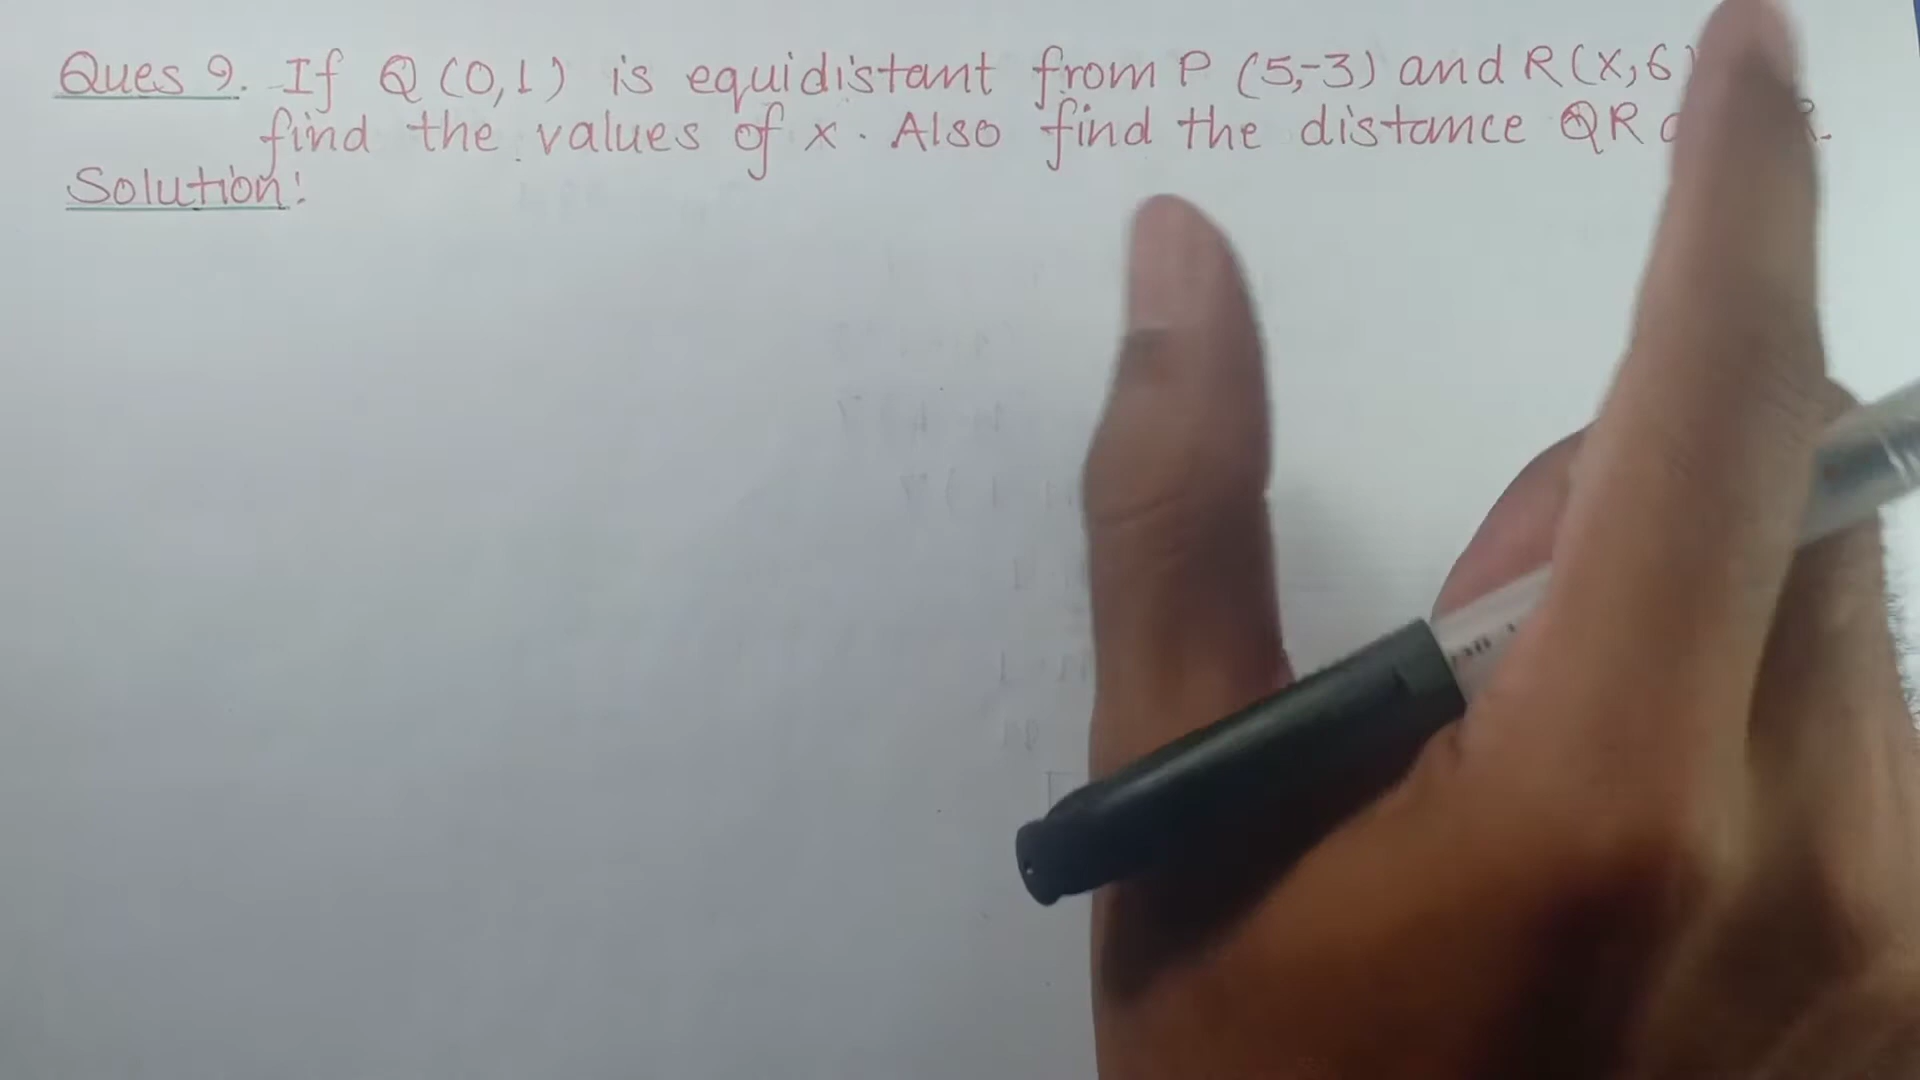 Ques 9. If Q (0,1) is equidistant from P (5,-3) and R(x,6)
find the values of x. Also find the distance QR
Solution: